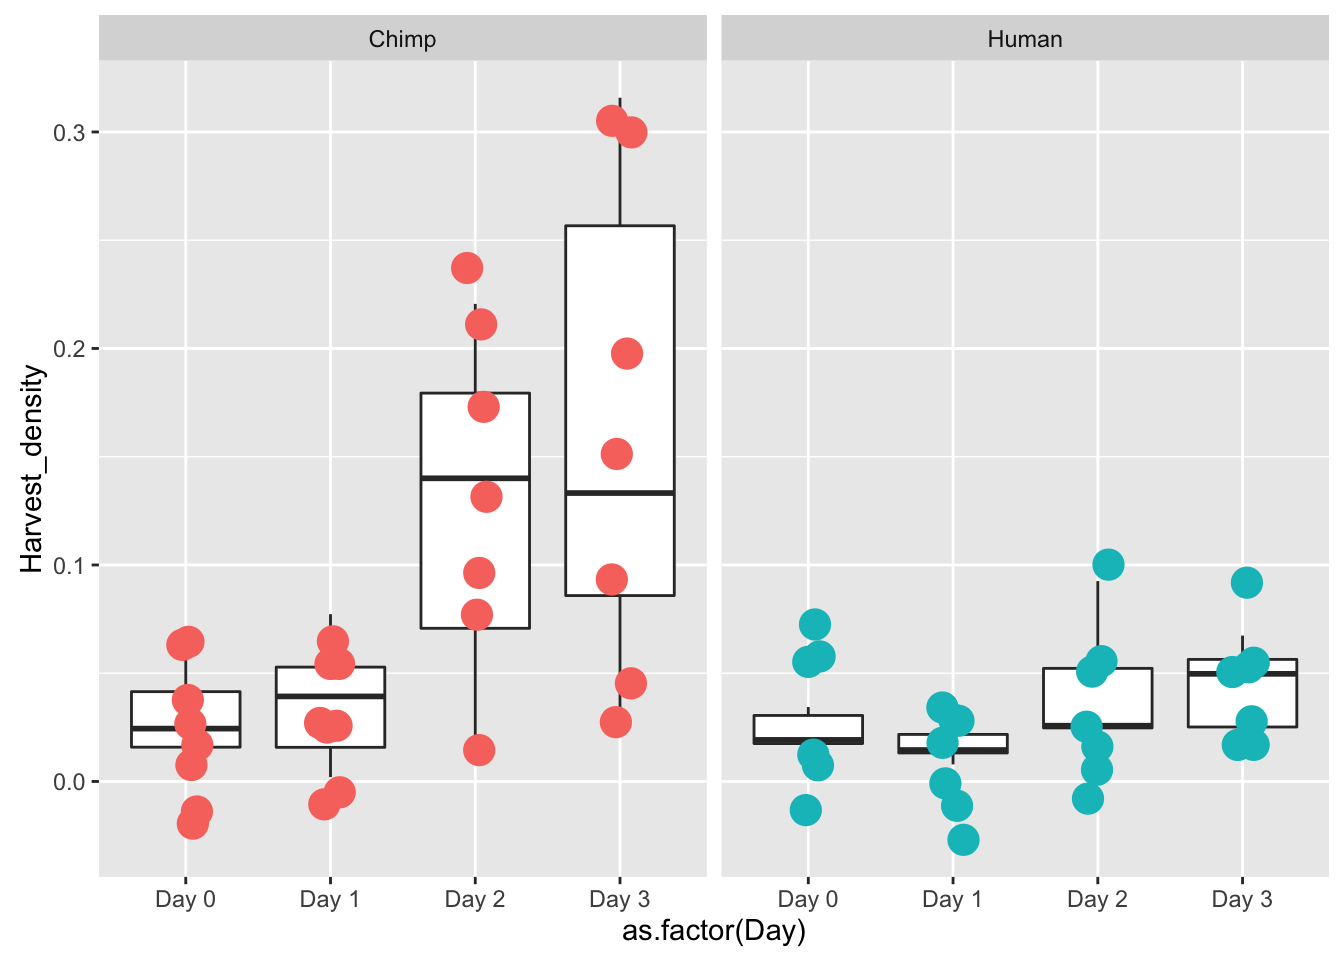 Chimp Human
Harvest_density
0.3
0.2
0.1
0.0
Day 0 Day 1 Day 2 Day 3 Day 0 Day 1 Day 2 Day 3
as.factor(Day)